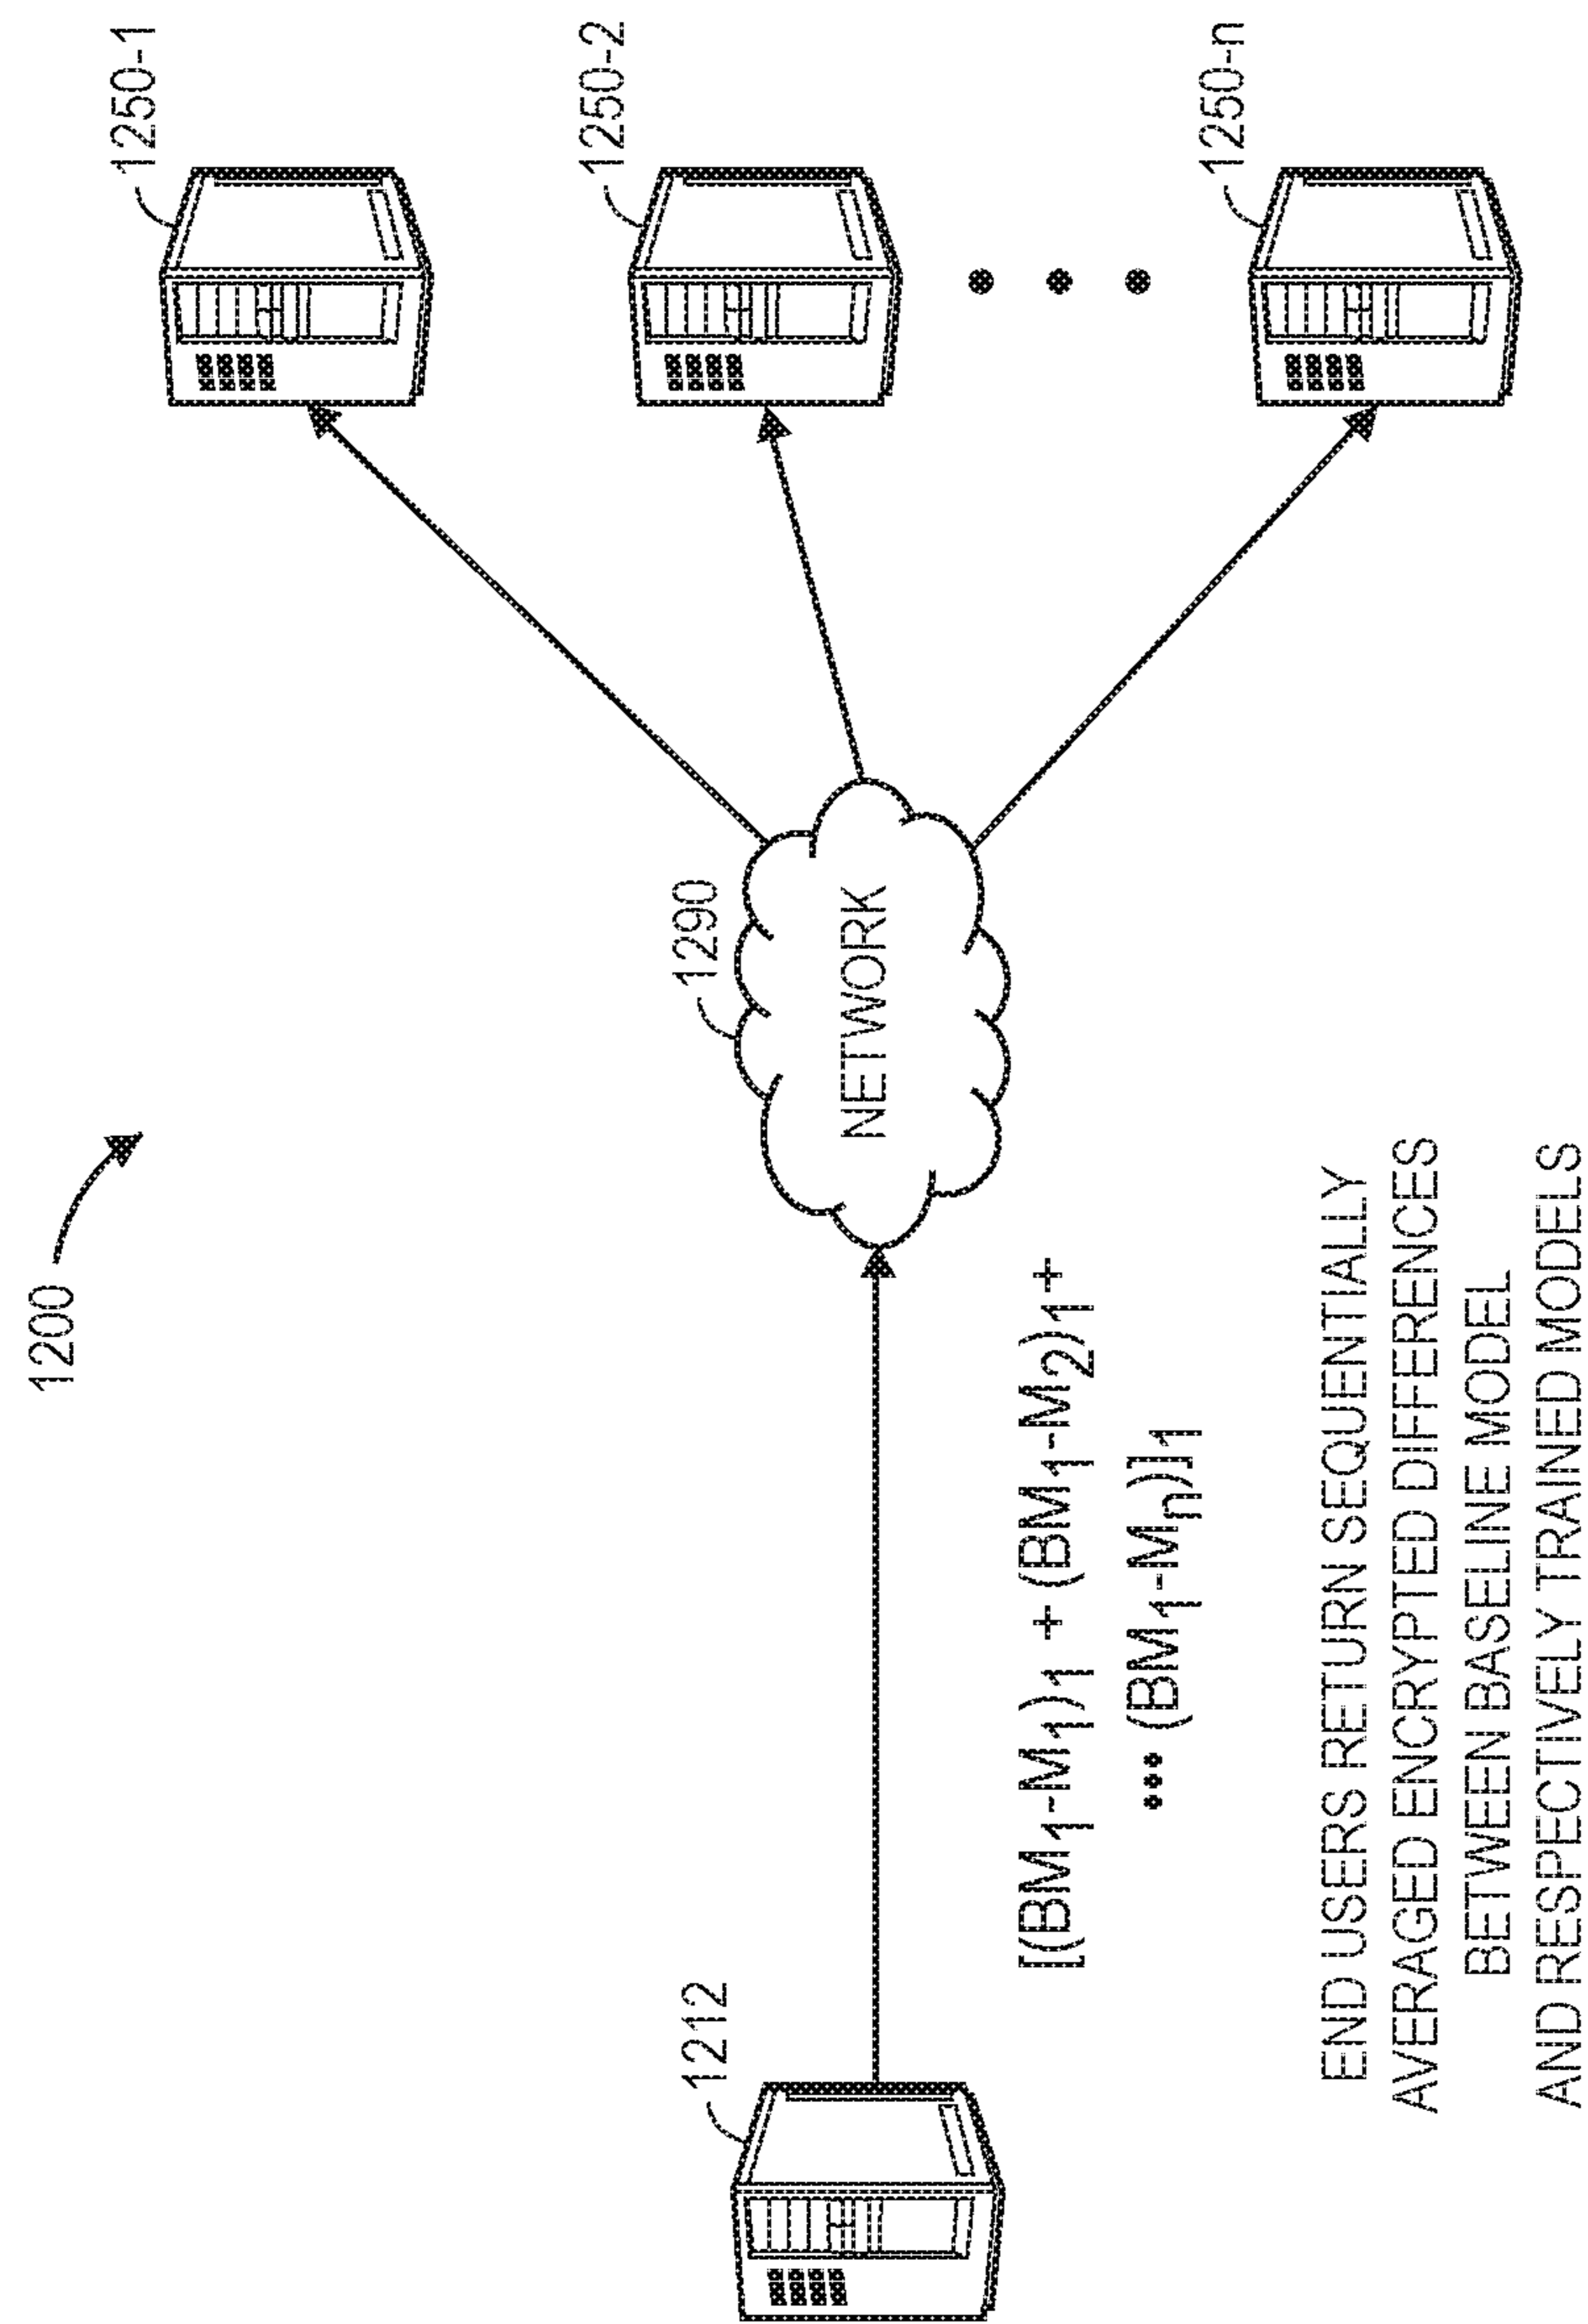 1200
1250-1
1250-2
1250-n
1290
NETWORK
1212
[(BM₁-M₁)₁ + (BM₁-M₂)₁+
••• (BM₁-Mₙ)]₁
END USERS RETURN SEQUENTIALLY
AVERAGED ENCRYPTED DIFFERENCES
BETWEEN BASELINE MODEL
AND RESPECTIVELY TRAINED MODELS